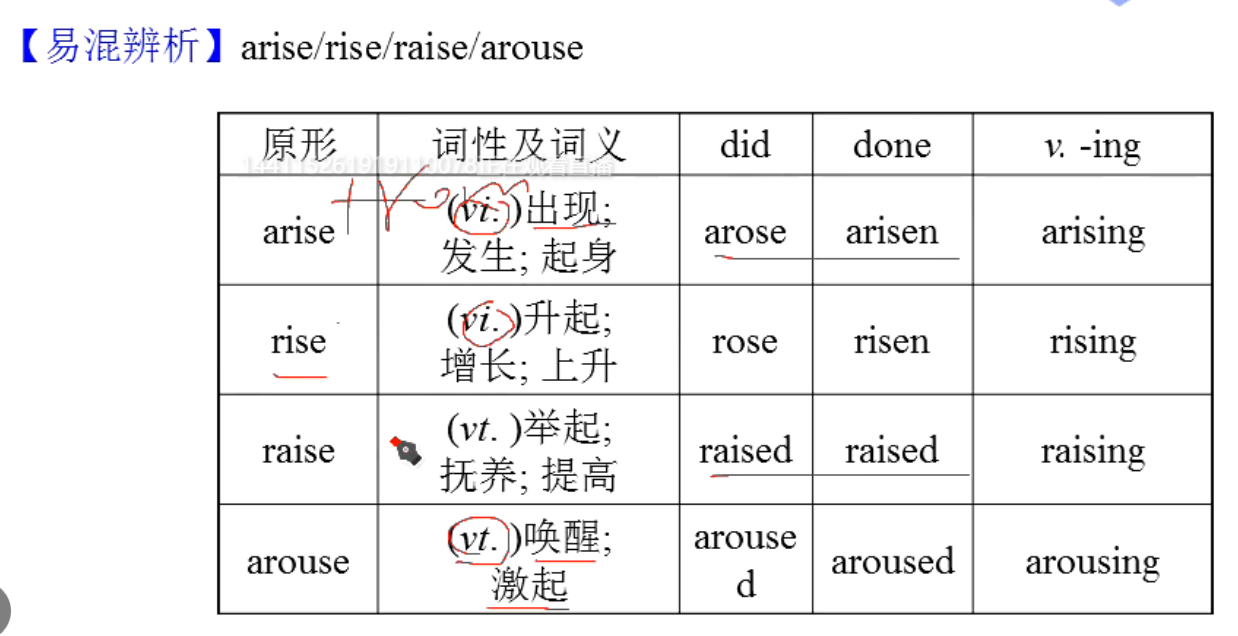 【易混辨析】arise/rise/raise/arouse
原形 词性及词义 did done v. -ing
arise (vi. )出现; 发生; 起身 arose arisen arising
rise (vi. )升起; 增长; 上升 rose risen rising
raise (vt. )举起; 抚养; 提高 raised raised raising
arouse (vt. )唤醒; 激起 aroused aroused arousing